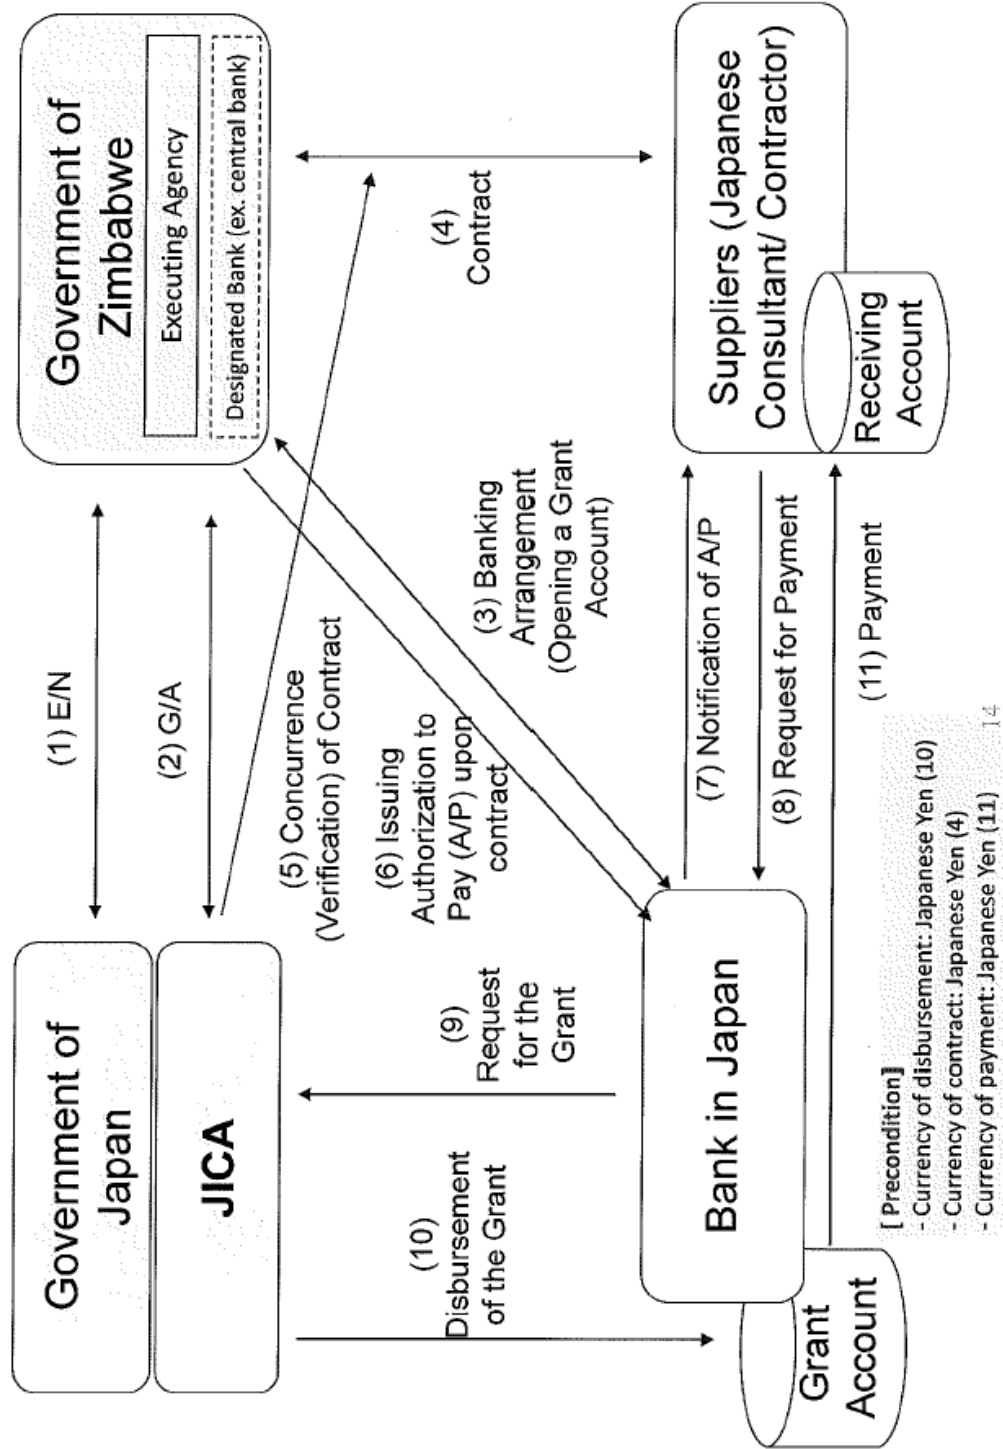 Government of
Japan
JICA
(1) E/N
(2) G/A
Government of
Zimbabwe
Executing Agency
Designated Bank (ex. central bank)
(5) Concurrence
(Verification) of Contract
(6) Issuing
Authorization to
Pay (A/P) upon
contract
(3) Banking
Arrangement
(Opening a Grant
Account)
(4)
Contract
(10)
Disbursement
of the Grant
(9)
Request
for the
Grant
Bank in Japan
Grant
Account
(7) Notification of A/P
(8) Request for Payment
(11) Payment
Suppliers (Japanese
Consultant/ Contractor)
Receiving
Account
[ Precondition]
- Currency of disbursement: Japanese Yen (10)
- Currency of contract: Japanese Yen (4)
- Currency of payment: Japanese Yen (11)
14